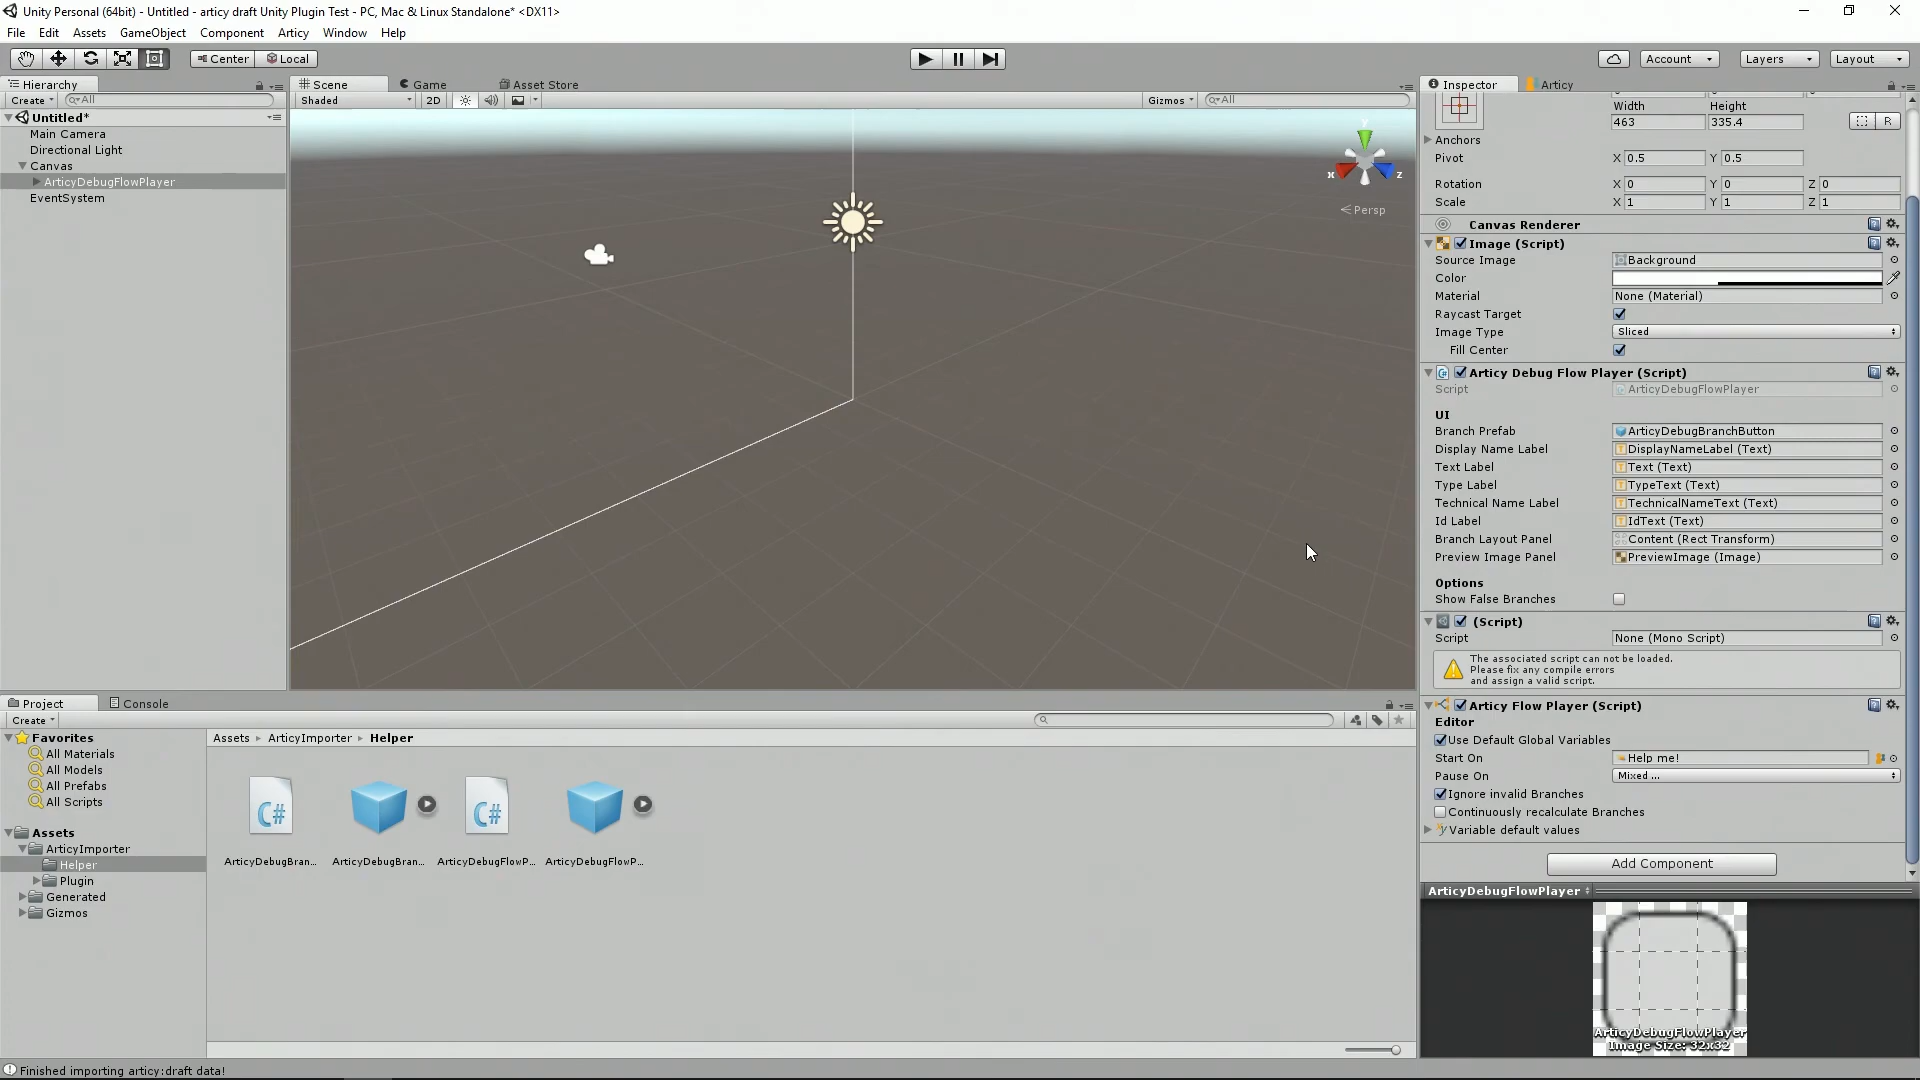 Unity Personal (64bit) - Untitled - articy draft Unity Plugin Test - PC, Mac & Linux Standalone* <DX11>
File Edit Assets GameObject Component Articy Window Help
Center Local Account Layers Layout
Hierarchy
Create All
Untitled*
Main Camera
Directional Light
Canvas
ArticyDebugFlowPlayer
EventSystem
Scene Game Asset Store
Shaded 2D Gizmos All
y
x z
Persp
Inspector Articy
Width Height
463 335.4 R
Anchors
Pivot X 0.5 Y 0.5
Rotation X 0 Y 0 Z 0
Scale X 1 Y 1 Z 1
Canvas Renderer
Image (Script)
Source Image Background
Color
Material None (Material)
Raycast Target
Image Type Sliced
Fill Center
Articy Debug Flow Player (Script)
Script ArticyDebugFlowPlayer
UI
Branch Prefab ArticyDebugBranchButton
Display Name Label DisplayNameLabel (Text)
Text Label Text (Text)
Type Label TypeText (Text)
Technical Name Label TechnicalNameText (Text)
Id Label IdText (Text)
Branch Layout Panel Content (Rect Transform)
Preview Image Panel PreviewImage (Image)
Options
Show False Branches
(Script)
Script None (Mono Script)
The associated script can not be loaded.
Please fix any compile errors
and assign a valid script.
Articy Flow Player (Script)
Editor
Use Default Global Variables
Start On Help me!
Pause On Mixed ...
Ignore invalid Branches
Continuously recalculate Branches
Variable default values
Add Component
ArticyDebugFlowPlayer
ArticyDebugFlowPlayer
Image Size: 32x32
Project Console
Create
Favorites
All Materials
All Models
All Prefabs
All Scripts
Assets
ArticyImporter
Helper
Plugin
Generated
Gizmos
Assets ArticyImporter Helper
C# C#
ArticyDebugBran... ArticyDebugBran... ArticyDebugFlowP... ArticyDebugFlowP...
Finished importing articy:draft data!